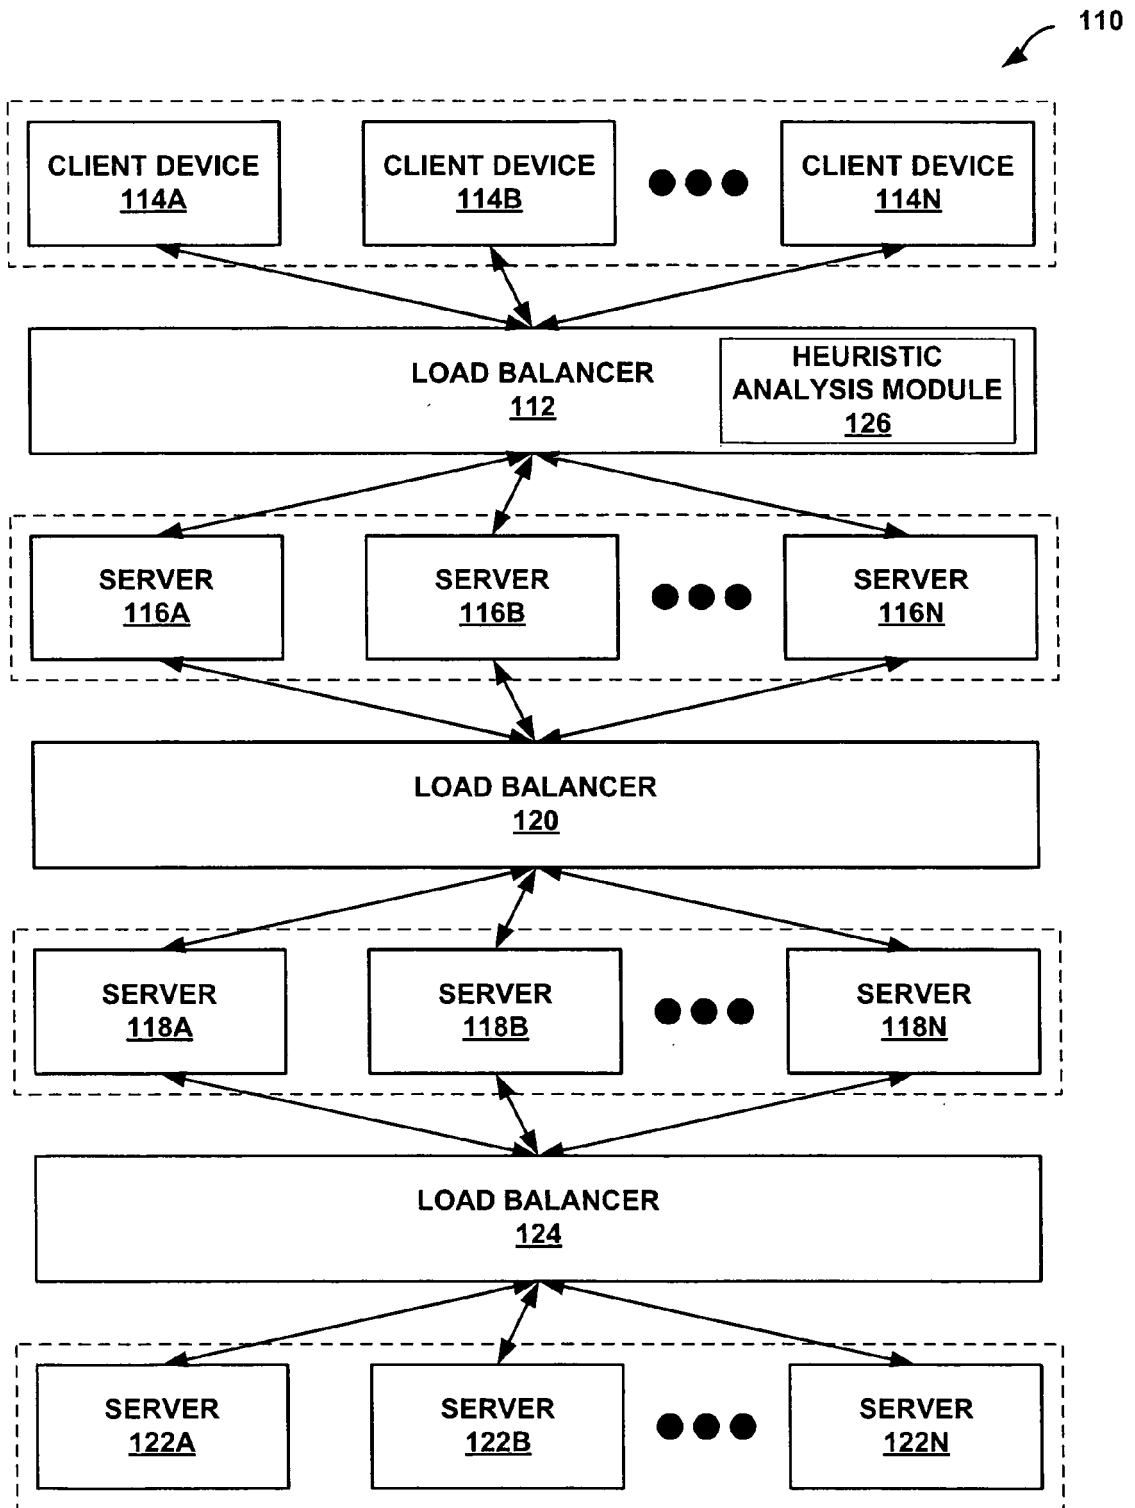 110
CLIENT DEVICE
114A
CLIENT DEVICE
114B
CLIENT DEVICE
114N
LOAD BALANCER
112
HEURISTIC
ANALYSIS MODULE
126
SERVER
116A
SERVER
116B
SERVER
116N
LOAD BALANCER
120
SERVER
118A
SERVER
118B
SERVER
118N
LOAD BALANCER
124
SERVER
122A
SERVER
122B
SERVER
122N